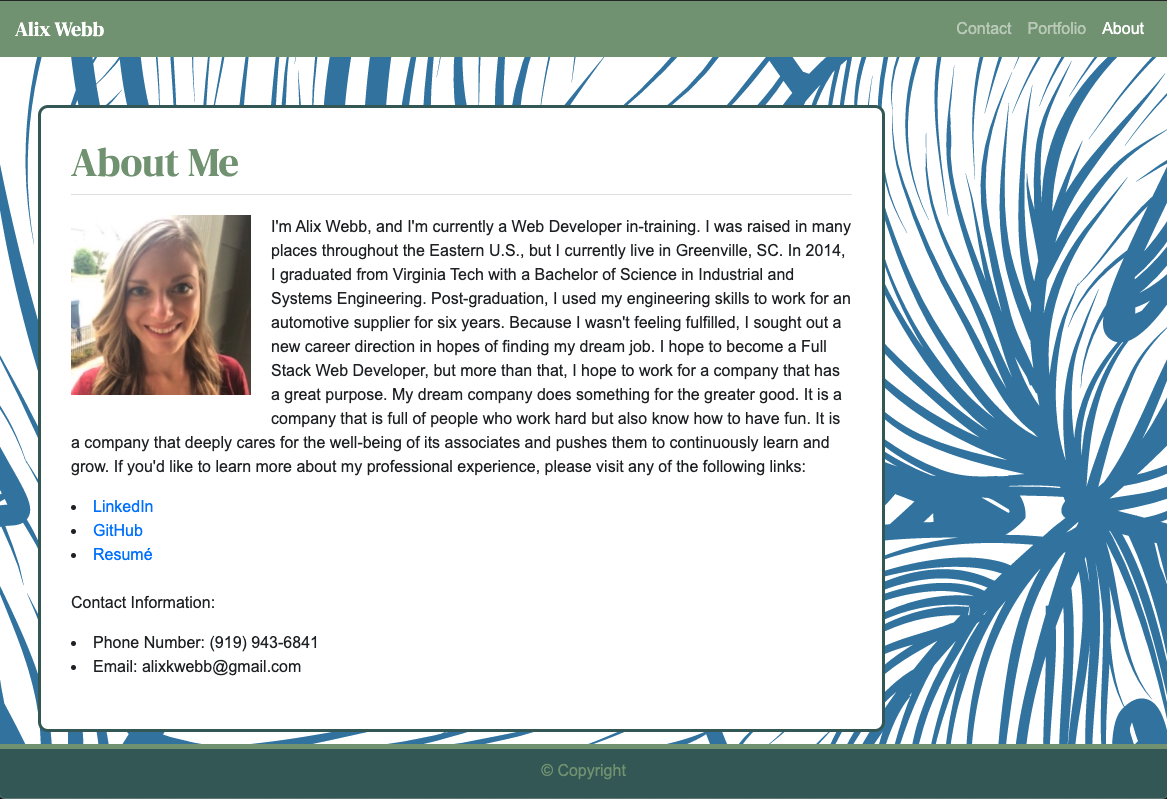 Alix Webb
Contact Portfolio About
About Me
I'm Alix Webb, and I'm currently a Web Developer in-training. I was raised in many
places throughout the Eastern U.S., but I currently live in Greenville, SC. In 2014,
I graduated from Virginia Tech with a Bachelor of Science in Industrial and
Systems Engineering. Post-graduation, I used my engineering skills to work for an
automotive supplier for six years. Because I wasn't feeling fulfilled, I sought out a
new career direction in hopes of finding my dream job. I hope to become a Full
Stack Web Developer, but more than that, I hope to work for a company that has
a great purpose. My dream company does something for the greater good. It is a
company that is full of people who work hard but also know how to have fun. It is
a company that deeply cares for the well-being of its associates and pushes them to continuously learn and
grow. If you'd like to learn more about my professional experience, please visit any of the following links:
• LinkedIn
• GitHub
• Resumé
Contact Information:
• Phone Number: (919) 943-6841
• Email: alixkwebb@gmail.com
© Copyright